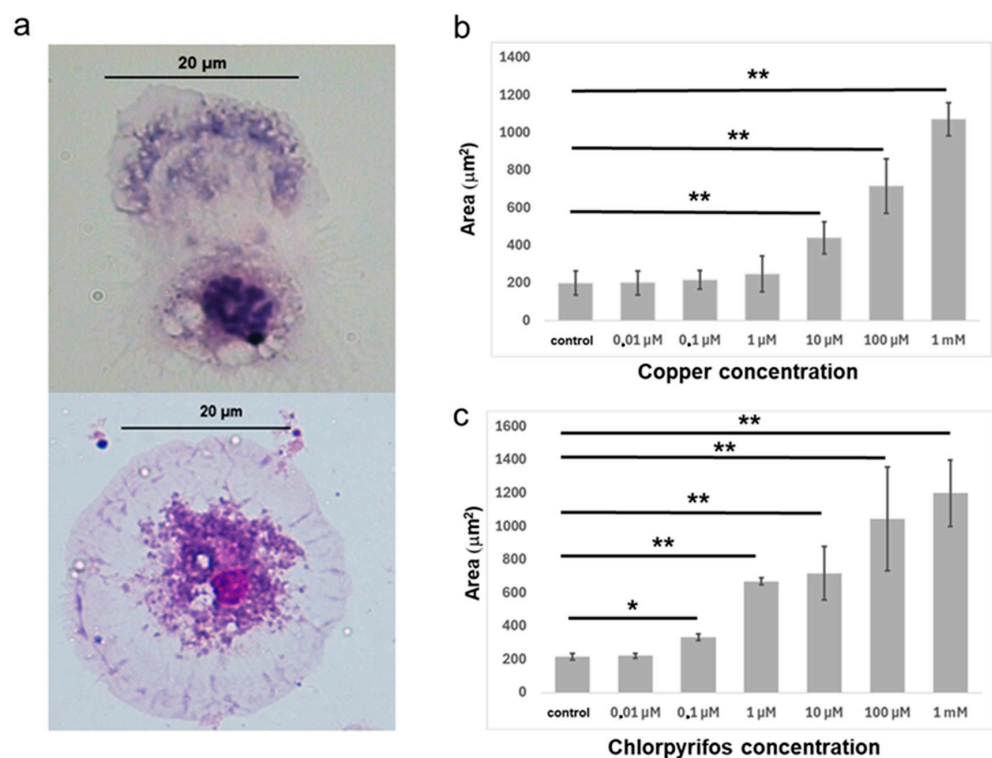 a
20 µm
20 µm
b
Area (µm²)
1400
1200
1000
800
600
400
200
0
**
**
**
control 0.01 µM 0.1 µM 1 µM 10 µM 100 µM 1 mM
Copper concentration
c
Area (µm²)
1600
1400
1200
1000
800
600
400
200
0
**
**
**
**
*
control 0.01 µM 0.1 µM 1 µM 10 µM 100 µM 1 mM
Chlorpyrifos concentration